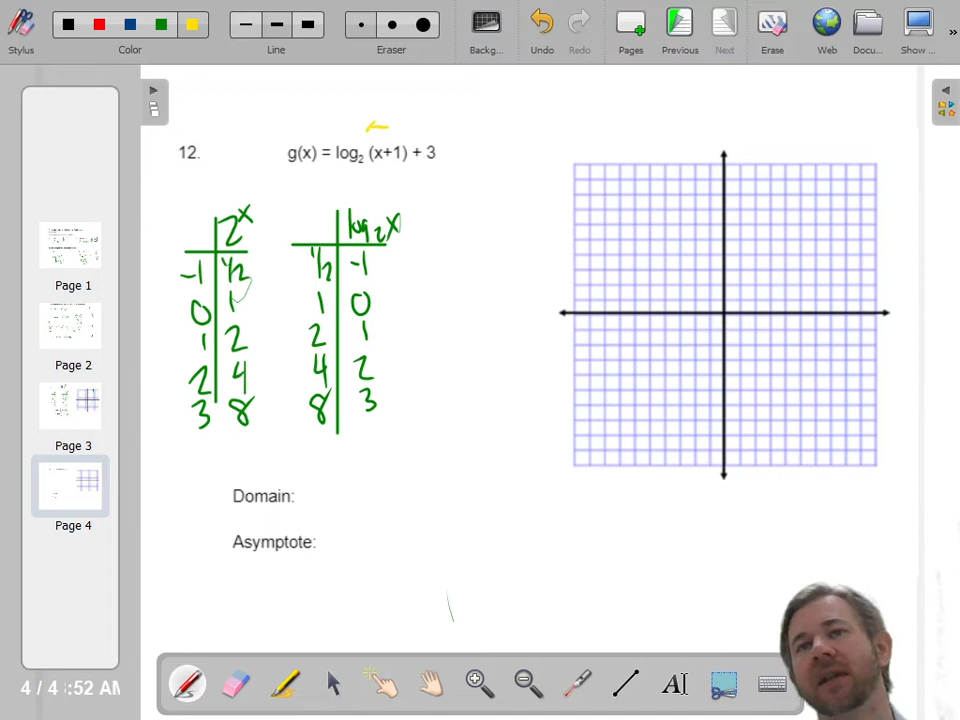 Stylus
Color
Line
Eraser
Backg...
Undo
Redo
Pages
Previous
Next
Erase
Web
Docu...
Show ...
»
12.
g(x) = log₂ (x+1) + 3
2ˣ
-1 1/2
0 1
1 2
2 4
3 8
log₂x
1/2 -1
1 0
2 1
4 2
8 3
Domain:
Asymptote:
Page 1
Page 2
Page 3
Page 4
4 / 4
:52 AM
A